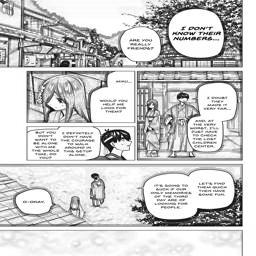 I DON'T
KNOW THEIR
NUMBERS...
ARE YOU
REALLY
FRIENDS?
MIKU...
WOULD YOU
HELP ME
LOOK FOR
THEM?
I DOUBT
THEY
MADE IT
VERY FAR...
AND, AT
THE VERY
WORST, I'LL
JUST HAVE
TO CHECK
THE LOST
CHILDREN
CENTER.
I DEFINITELY
DON'T HAVE
THE COURAGE
TO WALK
AROUND IN
THIS GETUP
ALONE.
BUT YOU
DON'T
WANT TO
BE ALONE
WITH ME
THE WHOLE
TIME, DO
YOU?
LET'S FIND
THEM QUICK
THEN HAVE
SOME FUN.
IT'S GOING TO
SUCK IF OUR
ONLY MEMORIES
OF THE THIRD
DAY ARE OF
LOOKING FOR
PEOPLE.
O-OKAY.